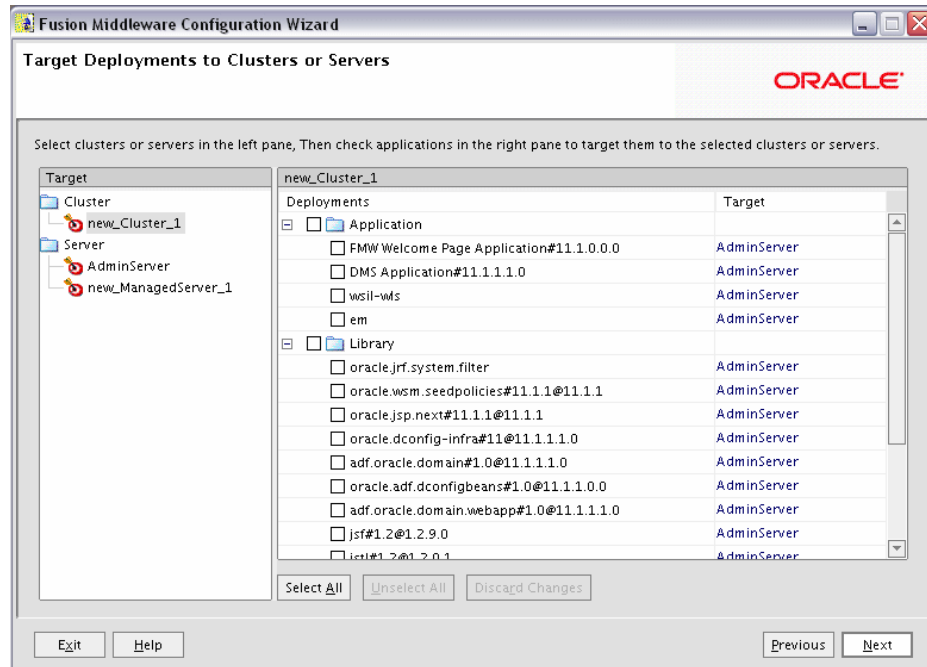 Fusion Middleware Configuration Wizard
Target Deployments to Clusters or Servers
ORACLE
Select clusters or servers in the left pane, Then check applications in the right pane to target them to the selected clusters or servers.
Target
Cluster
new_Cluster_1
Server
AdminServer
new_ManagedServer_1
new_Cluster_1
Deployments Target
Application
FMW Welcome Page Application#11.1.0.0.0 AdminServer
DMS Application#11.1.1.1.0 AdminServer
wsil-wls AdminServer
em AdminServer
Library
oracle.jrf.system.filter AdminServer
oracle.wsm.seedpolicies#11.1.1@11.1.1 AdminServer
oracle.jsp.next#11.1.1@11.1.1 AdminServer
oracle.dconfig-infra#11@11.1.1.1.0 AdminServer
adf.oracle.domain#1.0@11.1.1.1.0 AdminServer
oracle.adf.dconfigbeans#1.0@11.1.1.0.0 AdminServer
adf.oracle.domain.webapp#1.0@11.1.1.1.0 AdminServer
jsf#1.2@1.2.9.0 AdminServer
jstl#1.2@1.2.0.1 AdminServer
Select All Unselect All Discard Changes
Exit Help Previous Next